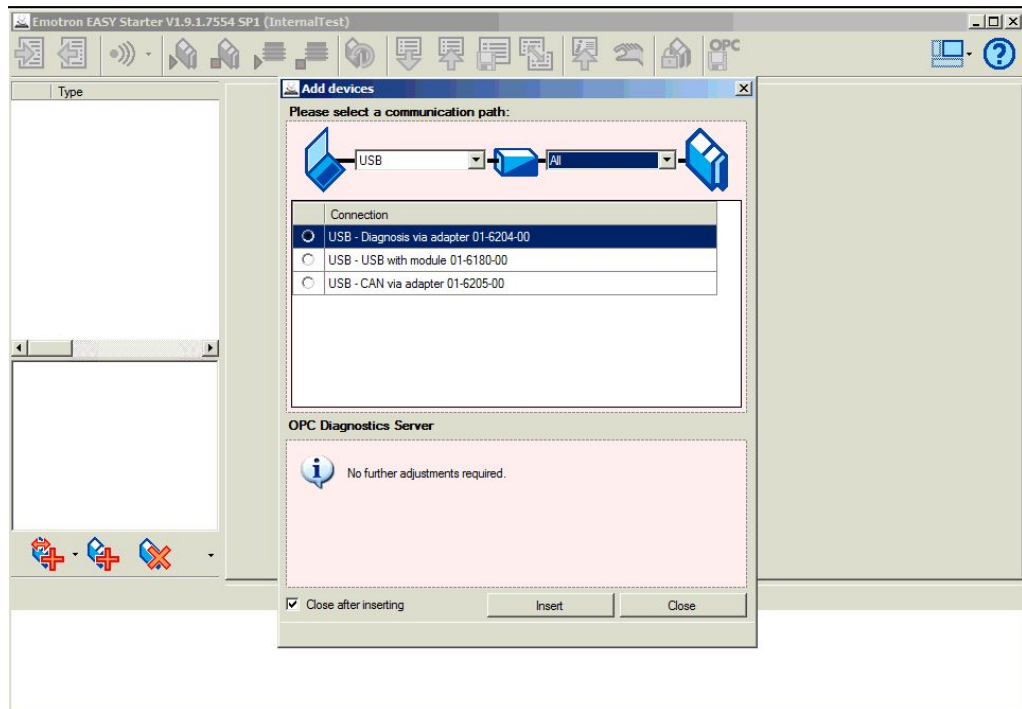 Emotron EASY Starter V1.9.1.7554 SP1 (InternalTest)
OPC
Type
Add devices
Please select a communication path:
USB
All
Connection
USB - Diagnosis via adapter 01-6204-00
USB - USB with module 01-6180-00
USB - CAN via adapter 01-6205-00
OPC Diagnostics Server
No further adjustments required.
Close after inserting
Insert
Close